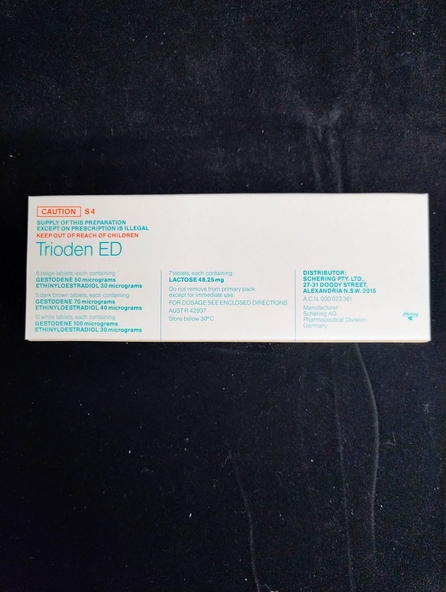 CAUTION S4
SUPPLY OF THIS PREPARATION
EXCEPT ON PRESCRIPTION IS ILLEGAL
KEEP OUT OF REACH OF CHILDREN
Trioden ED
6 beige tablets, each containing
GESTODENE 50 micrograms
ETHINYLOESTRADIOL 30 micrograms
5 dark brown tablets, each containing
GESTODENE 70 micrograms
ETHINYLOESTRADIOL 40 micrograms
10 white tablets, each containing
GESTODENE 100 micrograms
ETHINYLOESTRADIOL 30 micrograms
7 tablets, each containing
LACTOSE 48.25 mg
Do not remove from primary pack
except for immediate use.
FOR DOSAGE SEE ENCLOSED DIRECTIONS
AUST R 42937
Store below 30°C
DISTRIBUTOR:
SCHERING PTY. LTD.,
27-31 DOODY STREET,
ALEXANDRIA N.S.W. 2015
A.C.N. 000 023 361
Manufacturer:
Schering AG
Pharmaceutical Division
Germany